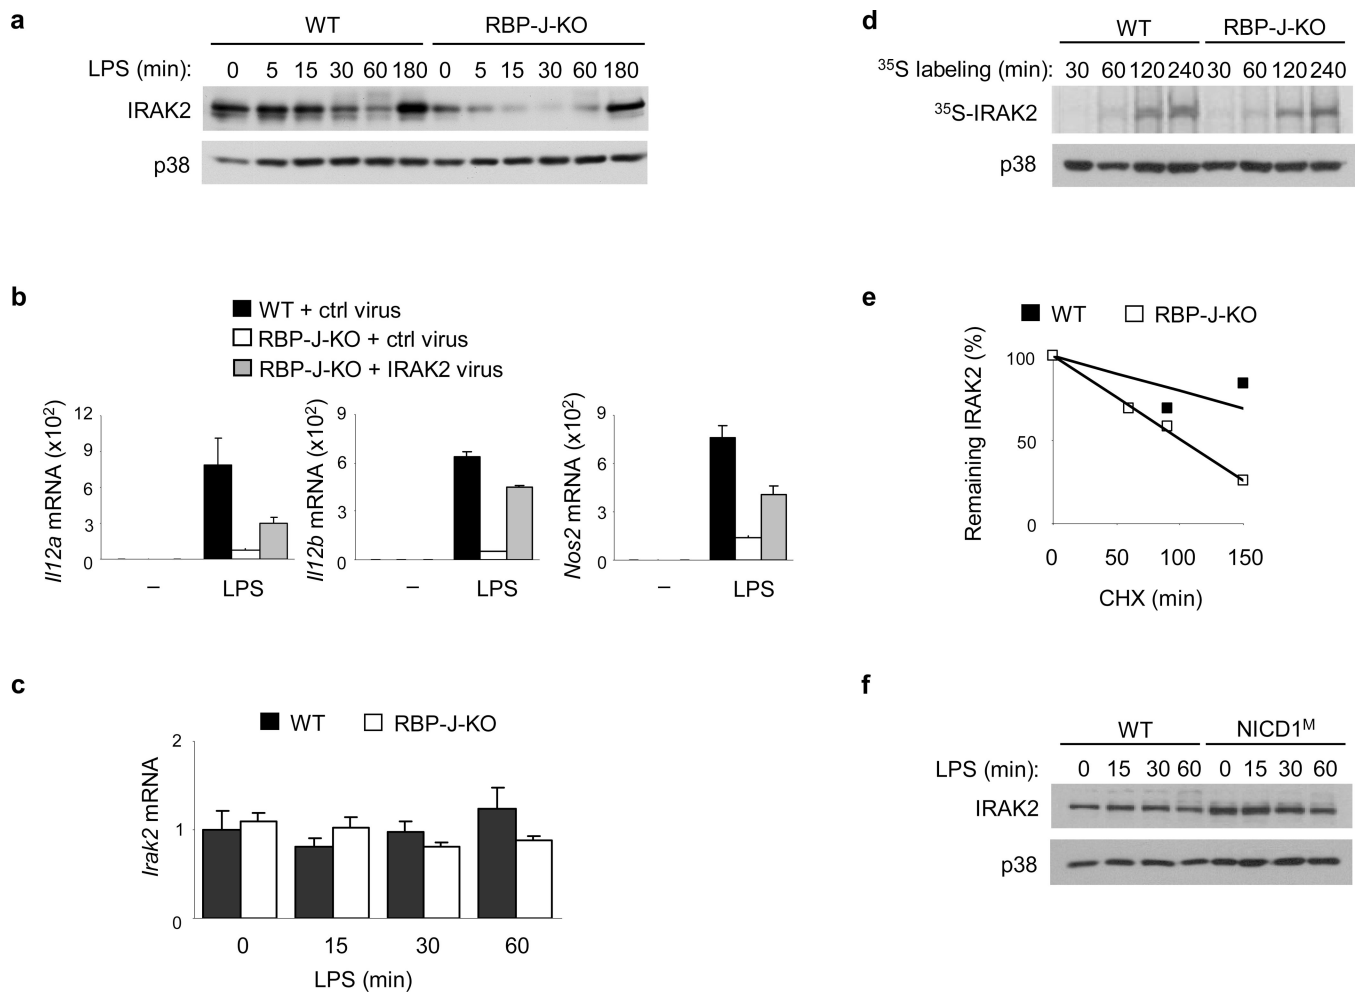 a
WT RBP-J-KO
LPS (min): 0 5 15 30 60 180 0 5 15 30 60 180
IRAK2
p38
b
WT + ctrl virus
RBP-J-KO + ctrl virus
RBP-J-KO + IRAK2 virus
Il12a mRNA (x10²)
12
9
6
3
0
– LPS
Il12b mRNA (x10²)
9
6
3
0
– LPS
Nos2 mRNA (x10²)
9
6
3
0
– LPS
c
WT RBP-J-KO
Irak2 mRNA
2
1
0
0 15 30 60
LPS (min)
d
WT RBP-J-KO
³⁵S labeling (min): 30 60 120 240 30 60 120 240
³⁵S-IRAK2
p38
e
WT RBP-J-KO
Remaining IRAK2 (%)
100
50
0
0 50 100 150
CHX (min)
f
WT NICD1ᴹ
LPS (min): 0 15 30 60 0 15 30 60
IRAK2
p38